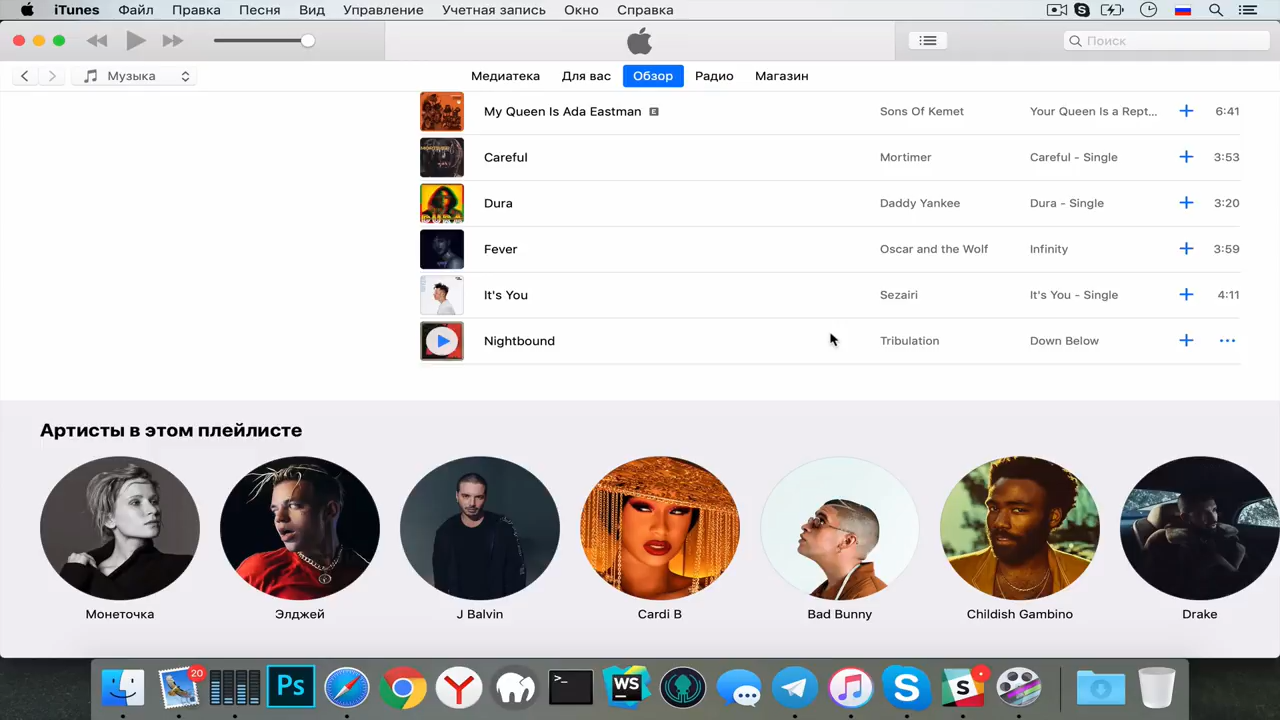 iTunes Файл Правка Песня Вид Управление Учетная запись Окно Справка
Поиск
Музыка Медиатека Для вас Обзор Радио Магазин
My Queen Is Ada Eastman E Sons Of Kemet Your Queen Is a Rept... 6:41
Careful Mortimer Careful - Single 3:53
Dura Daddy Yankee Dura - Single 3:20
Fever Oscar and the Wolf Infinity 3:59
It's You Sezairi It's You - Single 4:11
Nightbound Tribulation Down Below
Артисты в этом плейлисте
Монеточка Элджей J Balvin Cardi B Bad Bunny Childish Gambino Drake
20 Ps Y >_ WS S S